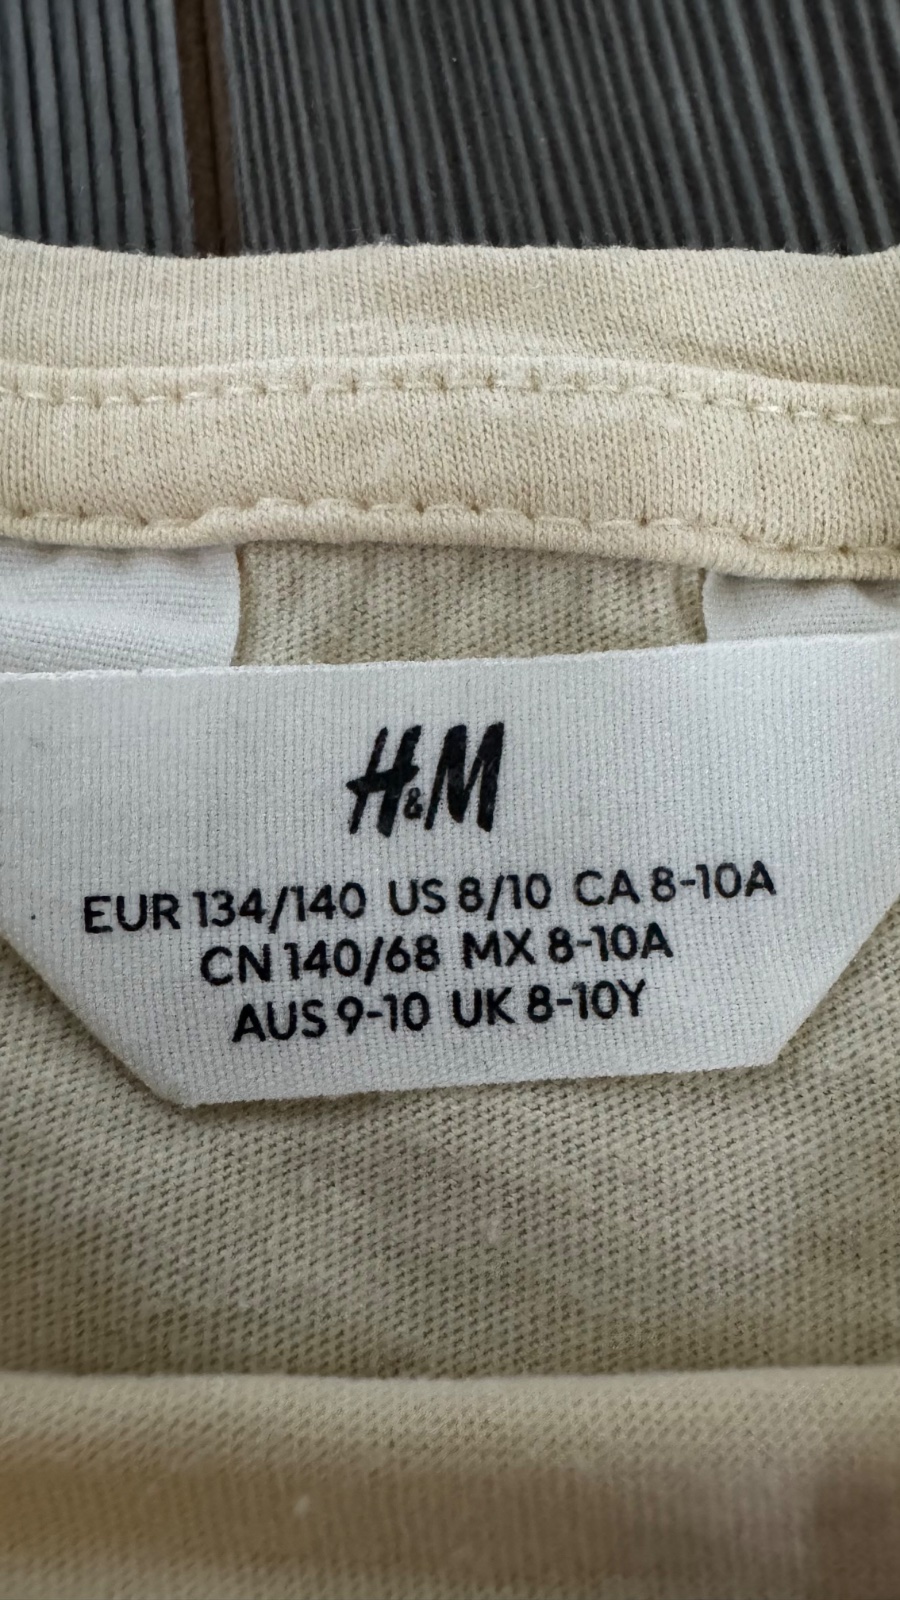 H&M
EUR 134/140 US 8/10 CA 8-10A
CN 140/68 MX 8-10A
AUS 9-10 UK 8-10Y